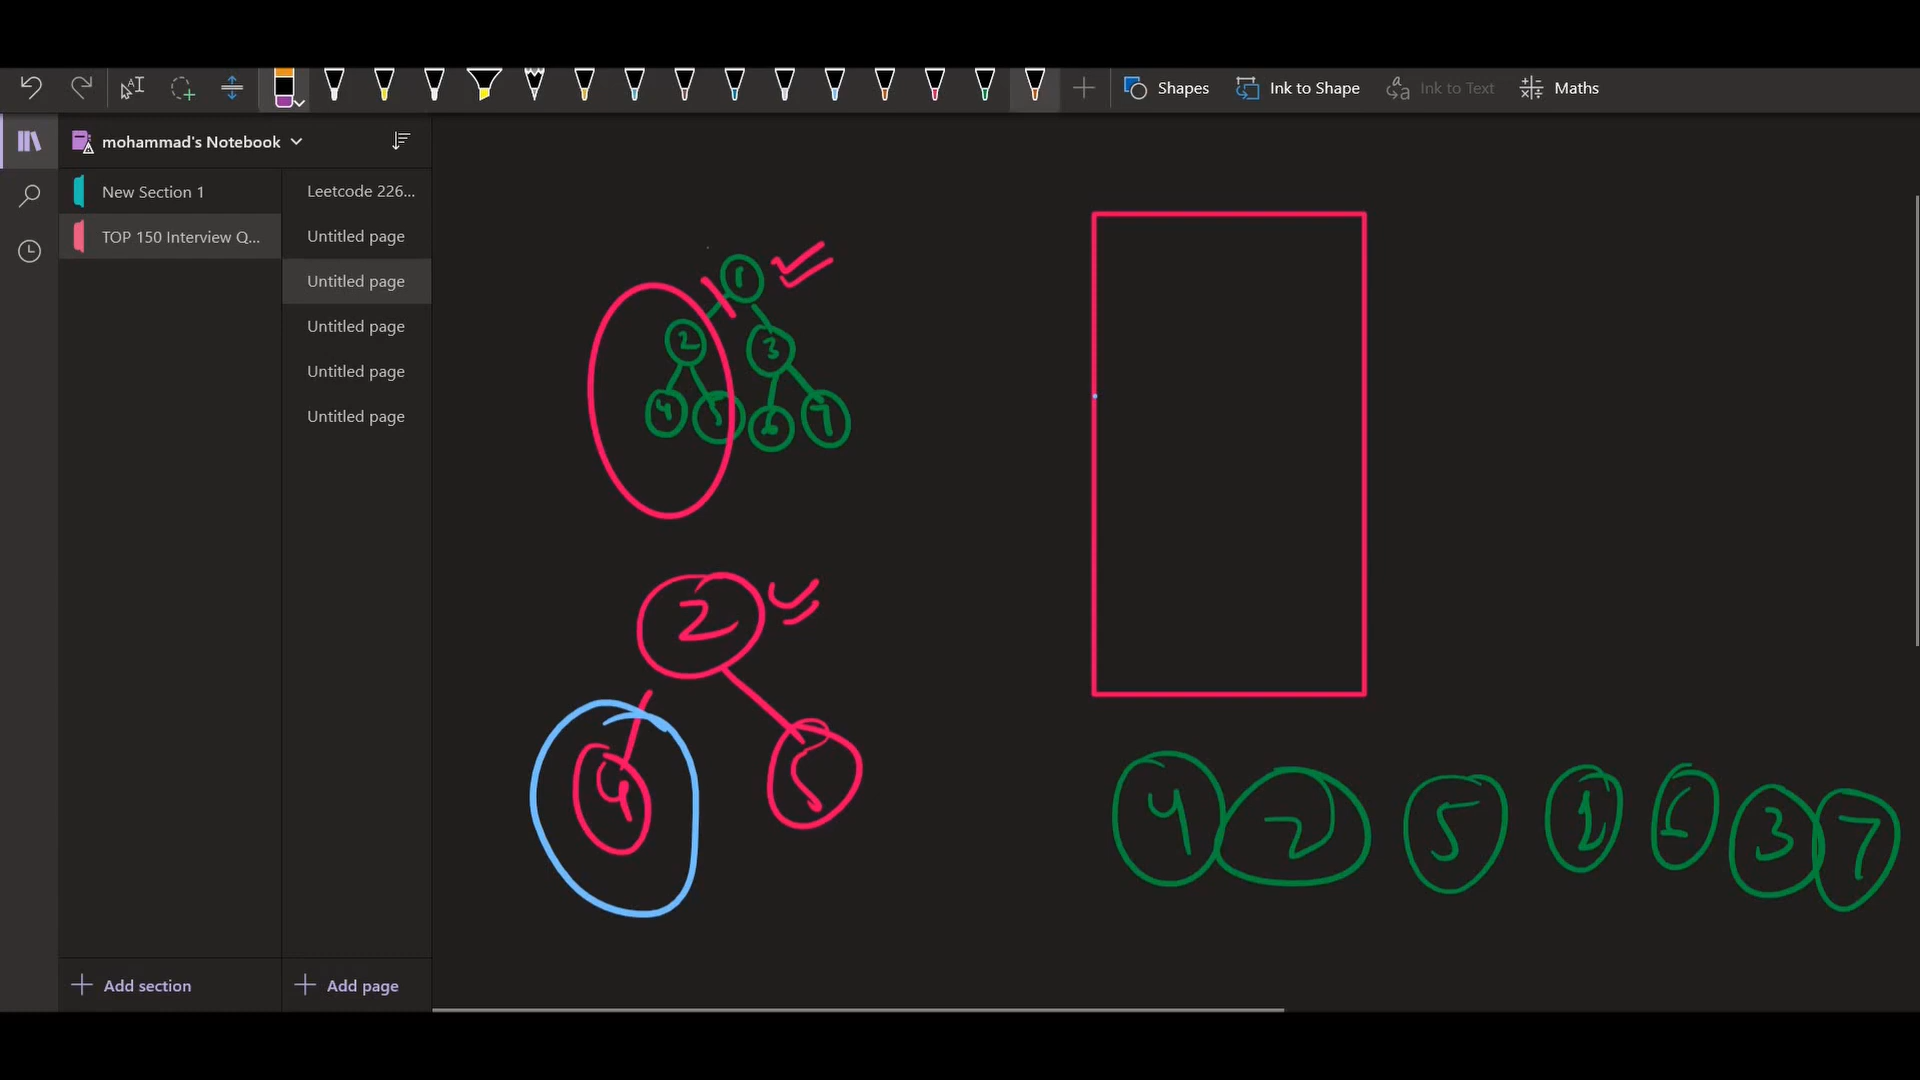 Shapes Ink to Shape Ink to Text Maths
mohammad's Notebook
New Section 1
TOP 150 Interview Q...
Leetcode 226...
Untitled page
Untitled page
Untitled page
Untitled page
Untitled page
1
2 3
4 5 6 7
2
4 5
4 2 5 1 6 3 7
Add section
Add page